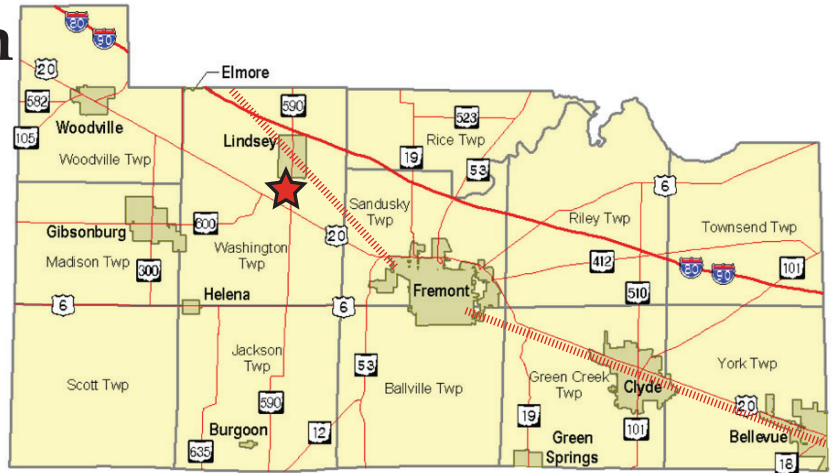 n
80
90
20
Elmore
582
590
523
Woodville
Lindsey
Rice Twp
105
Woodville Twp
19
53
6
Sandusky
Twp
Riley Twp
Townsend Twp
Gibsonburg
600
20
Washington
Twp
Madison Twp
300
412
80
90
101
Fremont
510
6
Helena
6
Jackson
Twp
53
York Twp
Scott Twp
Ballville Twp
Green Creek
Twp
Clyde
590
19
20
Burgoon
12
101
Bellevue
635
Green
Springs
18